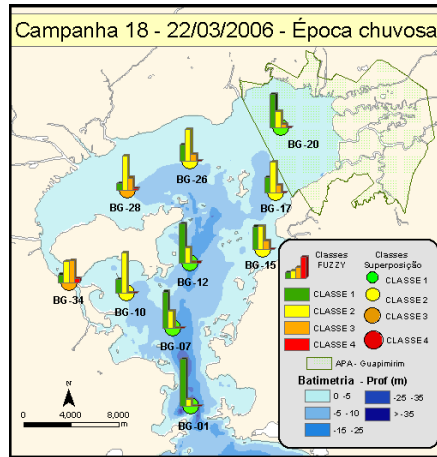 Campanha 18 - 22/03/2006 - Época chuvosa
BG-20
BG-26
BG-28
BG-17
BG-15
BG-12
BG-34
BG-10
BG-07
BG-01
N
0 4,000 8,000
m
Classes
FUZZY
Classes
Superposição
CLASSE 1
CLASSE 2
CLASSE 3
CLASSE 4
CLASSE 1
CLASSE 2
CLASSE 3
CLASSE 4
APA - Guapimirim
Batimetria - Prof (m)
0 -5
-5 -10
-15 -25
-25 -35
>-35